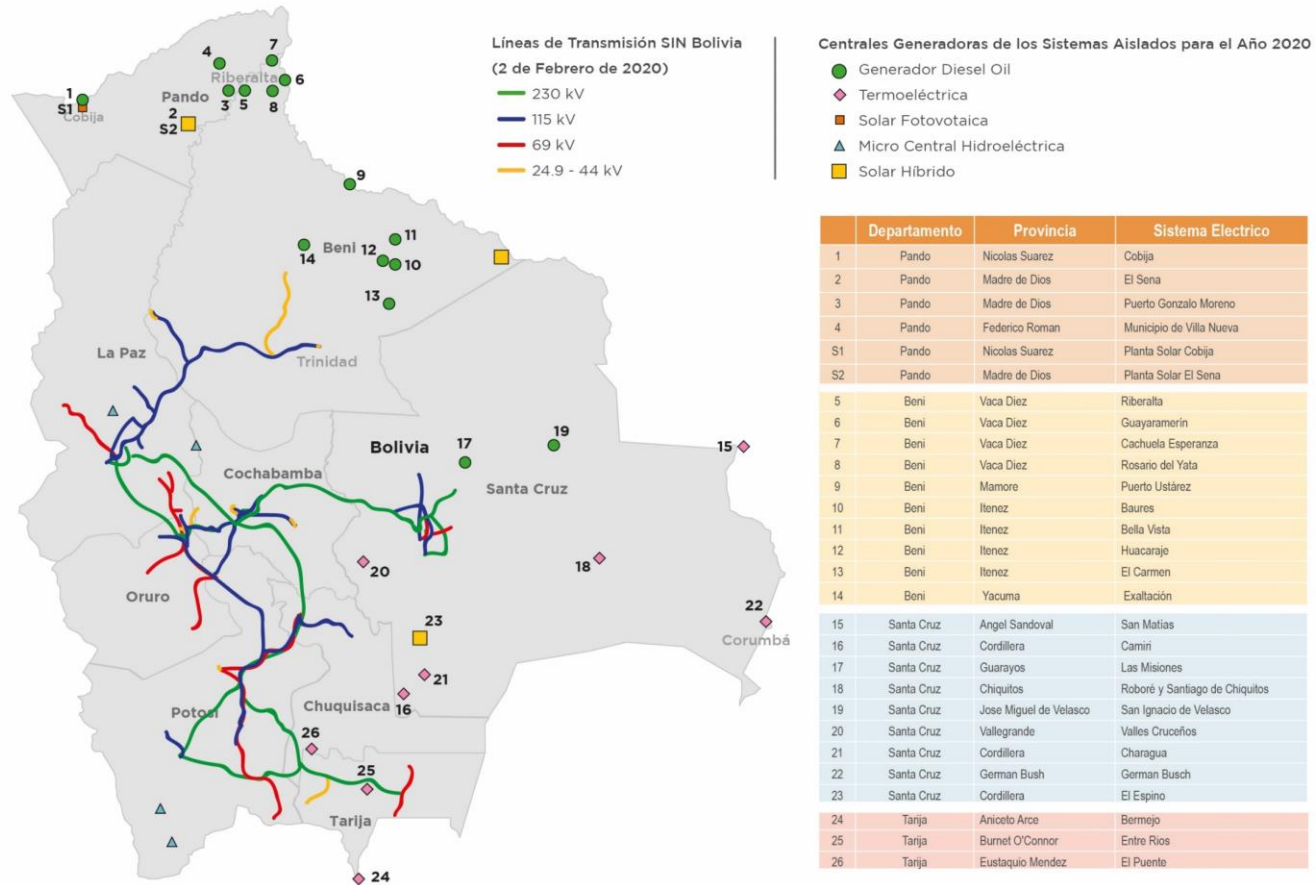 Líneas de Transmisión SIN Bolivia
(2 de Febrero de 2020)
230 kV
115 kV
69 kV
24.9 - 44 kV
Centrales Generadoras de los Sistemas Aislados para el Año 2020
Generador Diesel Oil
Termoeléctrica
Solar Fotovotaica
Micro Central Hidroeléctrica
Solar Híbrido
7
4
Riberalta
6
1
S1
Cobija
Pando
3
5
8
2
S2
9
11
12
Beni
14
10
13
La Paz
Trinidad
Bolivia
17
19
15
Cochabamba
Santa Cruz
20
18
Oruro
23
22
Corumbá
21
16
Chuquisaca
Potosí
26
25
Tarija
24
Departamento Provincia Sistema Electrico
1 Pando Nicolas Suarez Cobija
2 Pando Madre de Dios El Sena
3 Pando Madre de Dios Puerto Gonzalo Moreno
4 Pando Federico Roman Municipio de Villa Nueva
S1 Pando Nicolas Suarez Planta Solar Cobija
S2 Pando Madre de Dios Planta Solar El Sena
5 Beni Vaca Diez Riberalta
6 Beni Vaca Diez Guayaramerín
7 Beni Vaca Diez Cachuela Esperanza
8 Beni Vaca Diez Rosario del Yata
9 Beni Mamore Puerto Ustárez
10 Beni Itenez Baures
11 Beni Itenez Bella Vista
12 Beni Itenez Huacaraje
13 Beni Itenez El Carmen
14 Beni Yacuma Exaltación
15 Santa Cruz Angel Sandoval San Matías
16 Santa Cruz Cordillera Camiri
17 Santa Cruz Guarayos Las Misiones
18 Santa Cruz Chiquitos Roboré y Santiago de Chiquitos
19 Santa Cruz Jose Miguel de Velasco San Ignacio de Velasco
20 Santa Cruz Vallegrande Valles Cruceños
21 Santa Cruz Cordillera Charagua
22 Santa Cruz German Bush German Busch
23 Santa Cruz Cordillera El Espino
24 Tarija Aniceto Arce Bermejo
25 Tarija Burnet O'Connor Entre Rios
26 Tarija Eustaquio Mendez El Puente